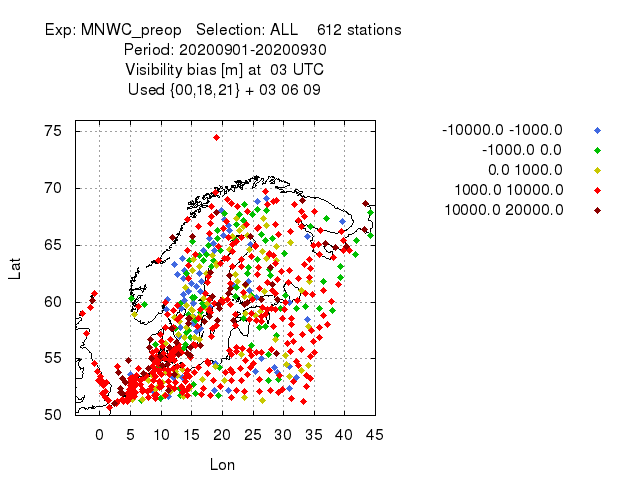 Exp: MNWC_preop   Selection: ALL    612 stations
Period: 20200901-20200930
Visibility bias [m] at  03 UTC
Used {00,18,21} + 03 06 09
-10000.0 -1000.0
-1000.0 0.0
0.0 1000.0
1000.0 10000.0
10000.0 20000.0
75
70
65
60
55
50
Lat
0 5 10 15 20 25 30 35 40 45
Lon